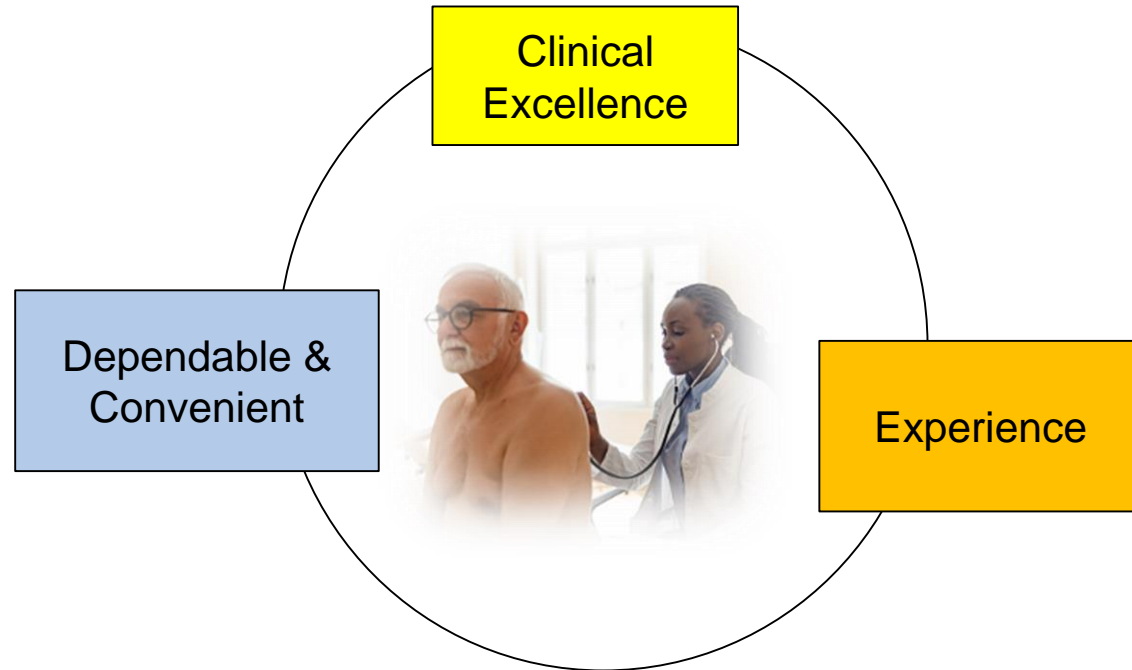 Clinical
Excellence
Dependable &
Convenient
Experience